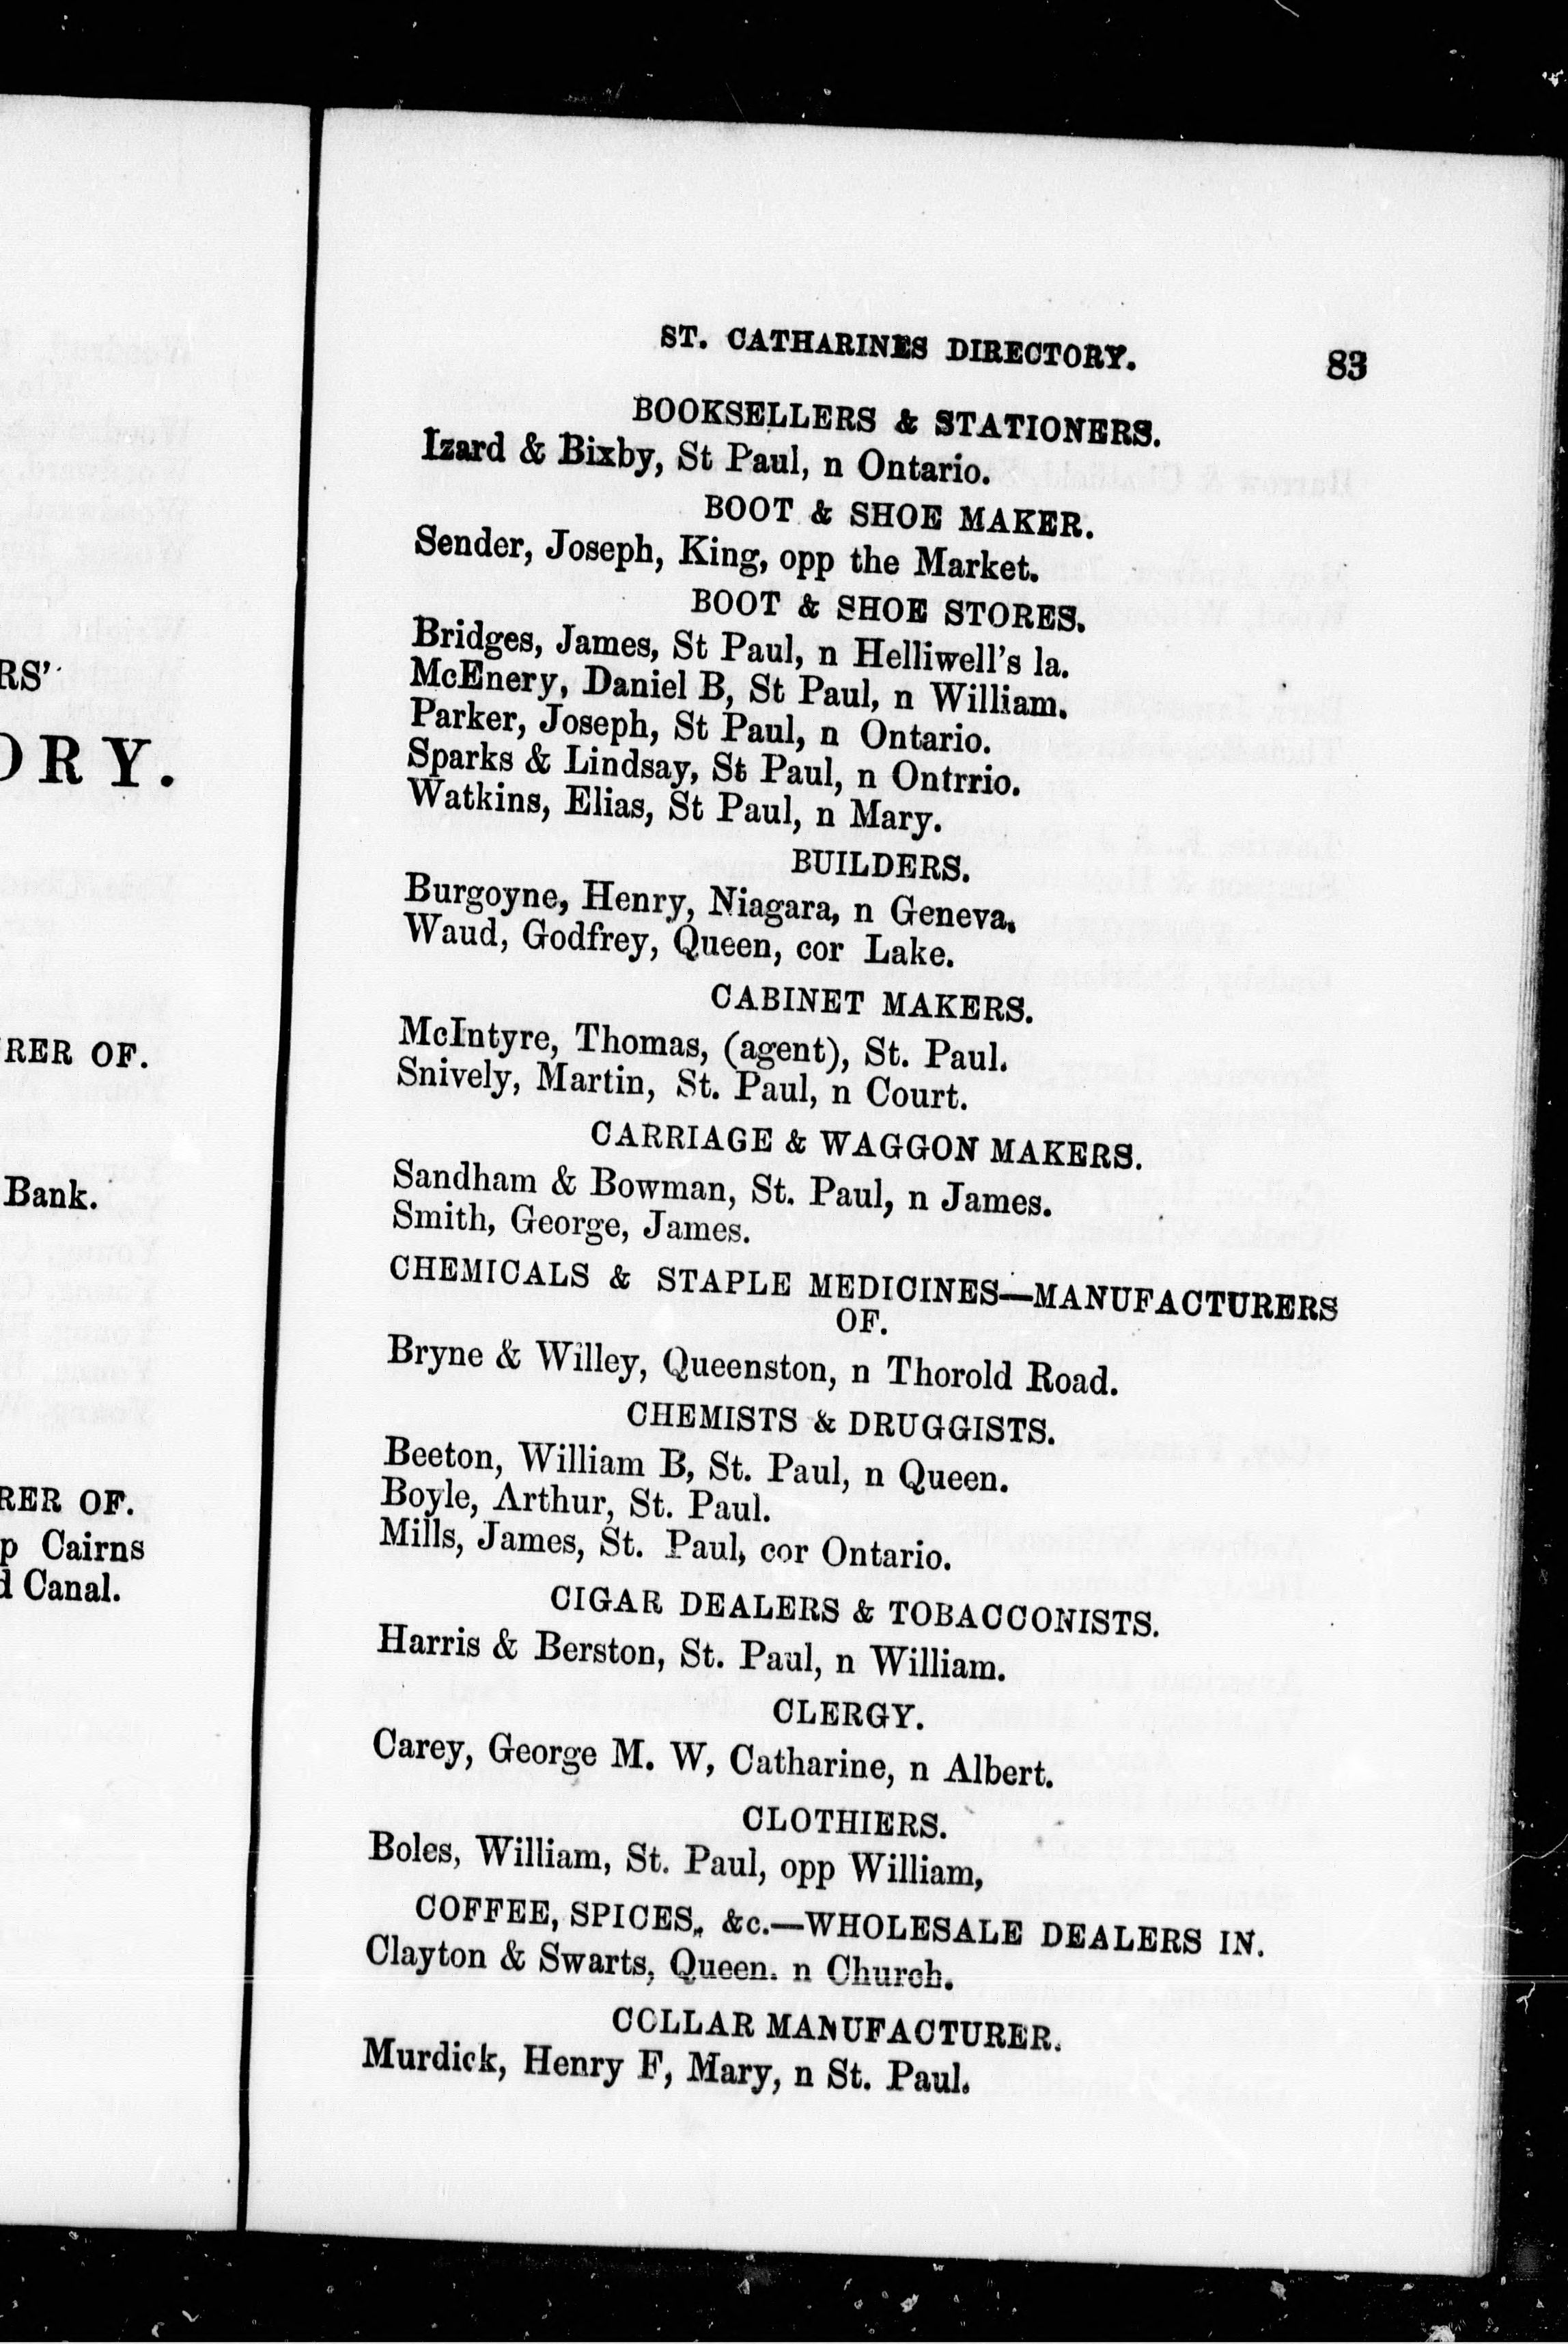 RS'
ORY.
RER OF.
Bank.
RER OF.
p Cairns
d Canal.
ST. CATHARINES DIRECTORY. 83
BOOKSELLERS & STATIONERS.
Izard & Bixby, St Paul, n Ontario.
BOOT & SHOE MAKER.
Sender, Joseph, King, opp the Market.
BOOT & SHOE STORES.
Bridges, James, St Paul, n Helliwell's la.
McEnery, Daniel B, St Paul, n William.
Parker, Joseph, St Paul, n Ontario.
Sparks & Lindsay, St Paul, n Ontrrio.
Watkins, Elias, St Paul, n Mary.
BUILDERS.
Burgoyne, Henry, Niagara, n Geneva.
Waud, Godfrey, Queen, cor Lake.
CABINET MAKERS.
McIntyre, Thomas, (agent), St. Paul.
Snively, Martin, St. Paul, n Court.
CARRIAGE & WAGGON MAKERS.
Sandham & Bowman, St. Paul, n James.
Smith, George, James.
CHEMICALS & STAPLE MEDICINES—MANUFACTURERS
OF.
Bryne & Willey, Queenston, n Thorold Road.
CHEMISTS & DRUGGISTS.
Beeton, William B, St. Paul, n Queen.
Boyle, Arthur, St. Paul.
Mills, James, St. Paul, cor Ontario.
CIGAR DEALERS & TOBACCONISTS.
Harris & Berston, St. Paul, n William.
CLERGY.
Carey, George M. W, Catharine, n Albert.
CLOTHIERS.
Boles, William, St. Paul, opp William,
COFFEE, SPICES, &c.—WHOLESALE DEALERS IN.
Clayton & Swarts, Queen. n Church.
COLLAR MANUFACTURER.
Murdick, Henry F, Mary, n St. Paul.